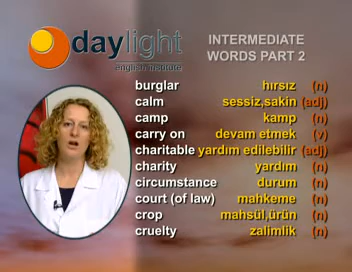 daylight
english institute
INTERMEDIATE
WORDS PART 2
burglar hırsız (n)
calm sessiz,sakin (adj)
camp kamp (n)
carry on devam etmek (v)
charitable yardım edilebilir (adj)
charity yardım (n)
circumstance durum (n)
court (of law) mahkeme (n)
crop mahsül,ürün (n)
cruelty zalimlik (n)